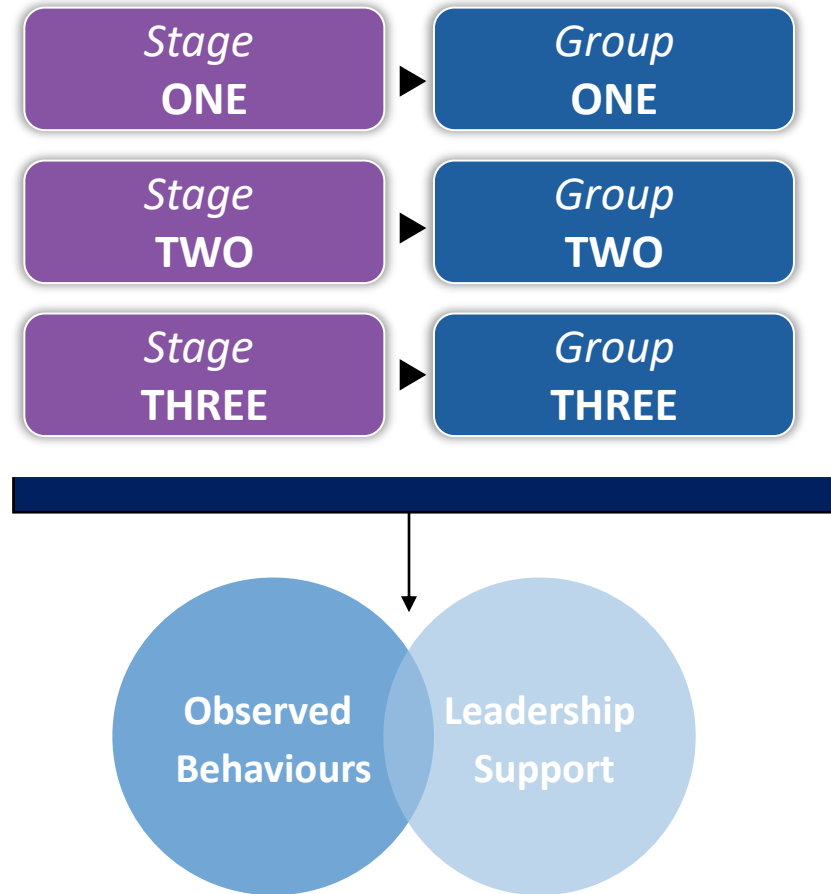 Stage
ONE
Group
ONE
Stage
TWO
Group
TWO
Stage
THREE
Group
THREE
Observed
Behaviours
Leadership
Support